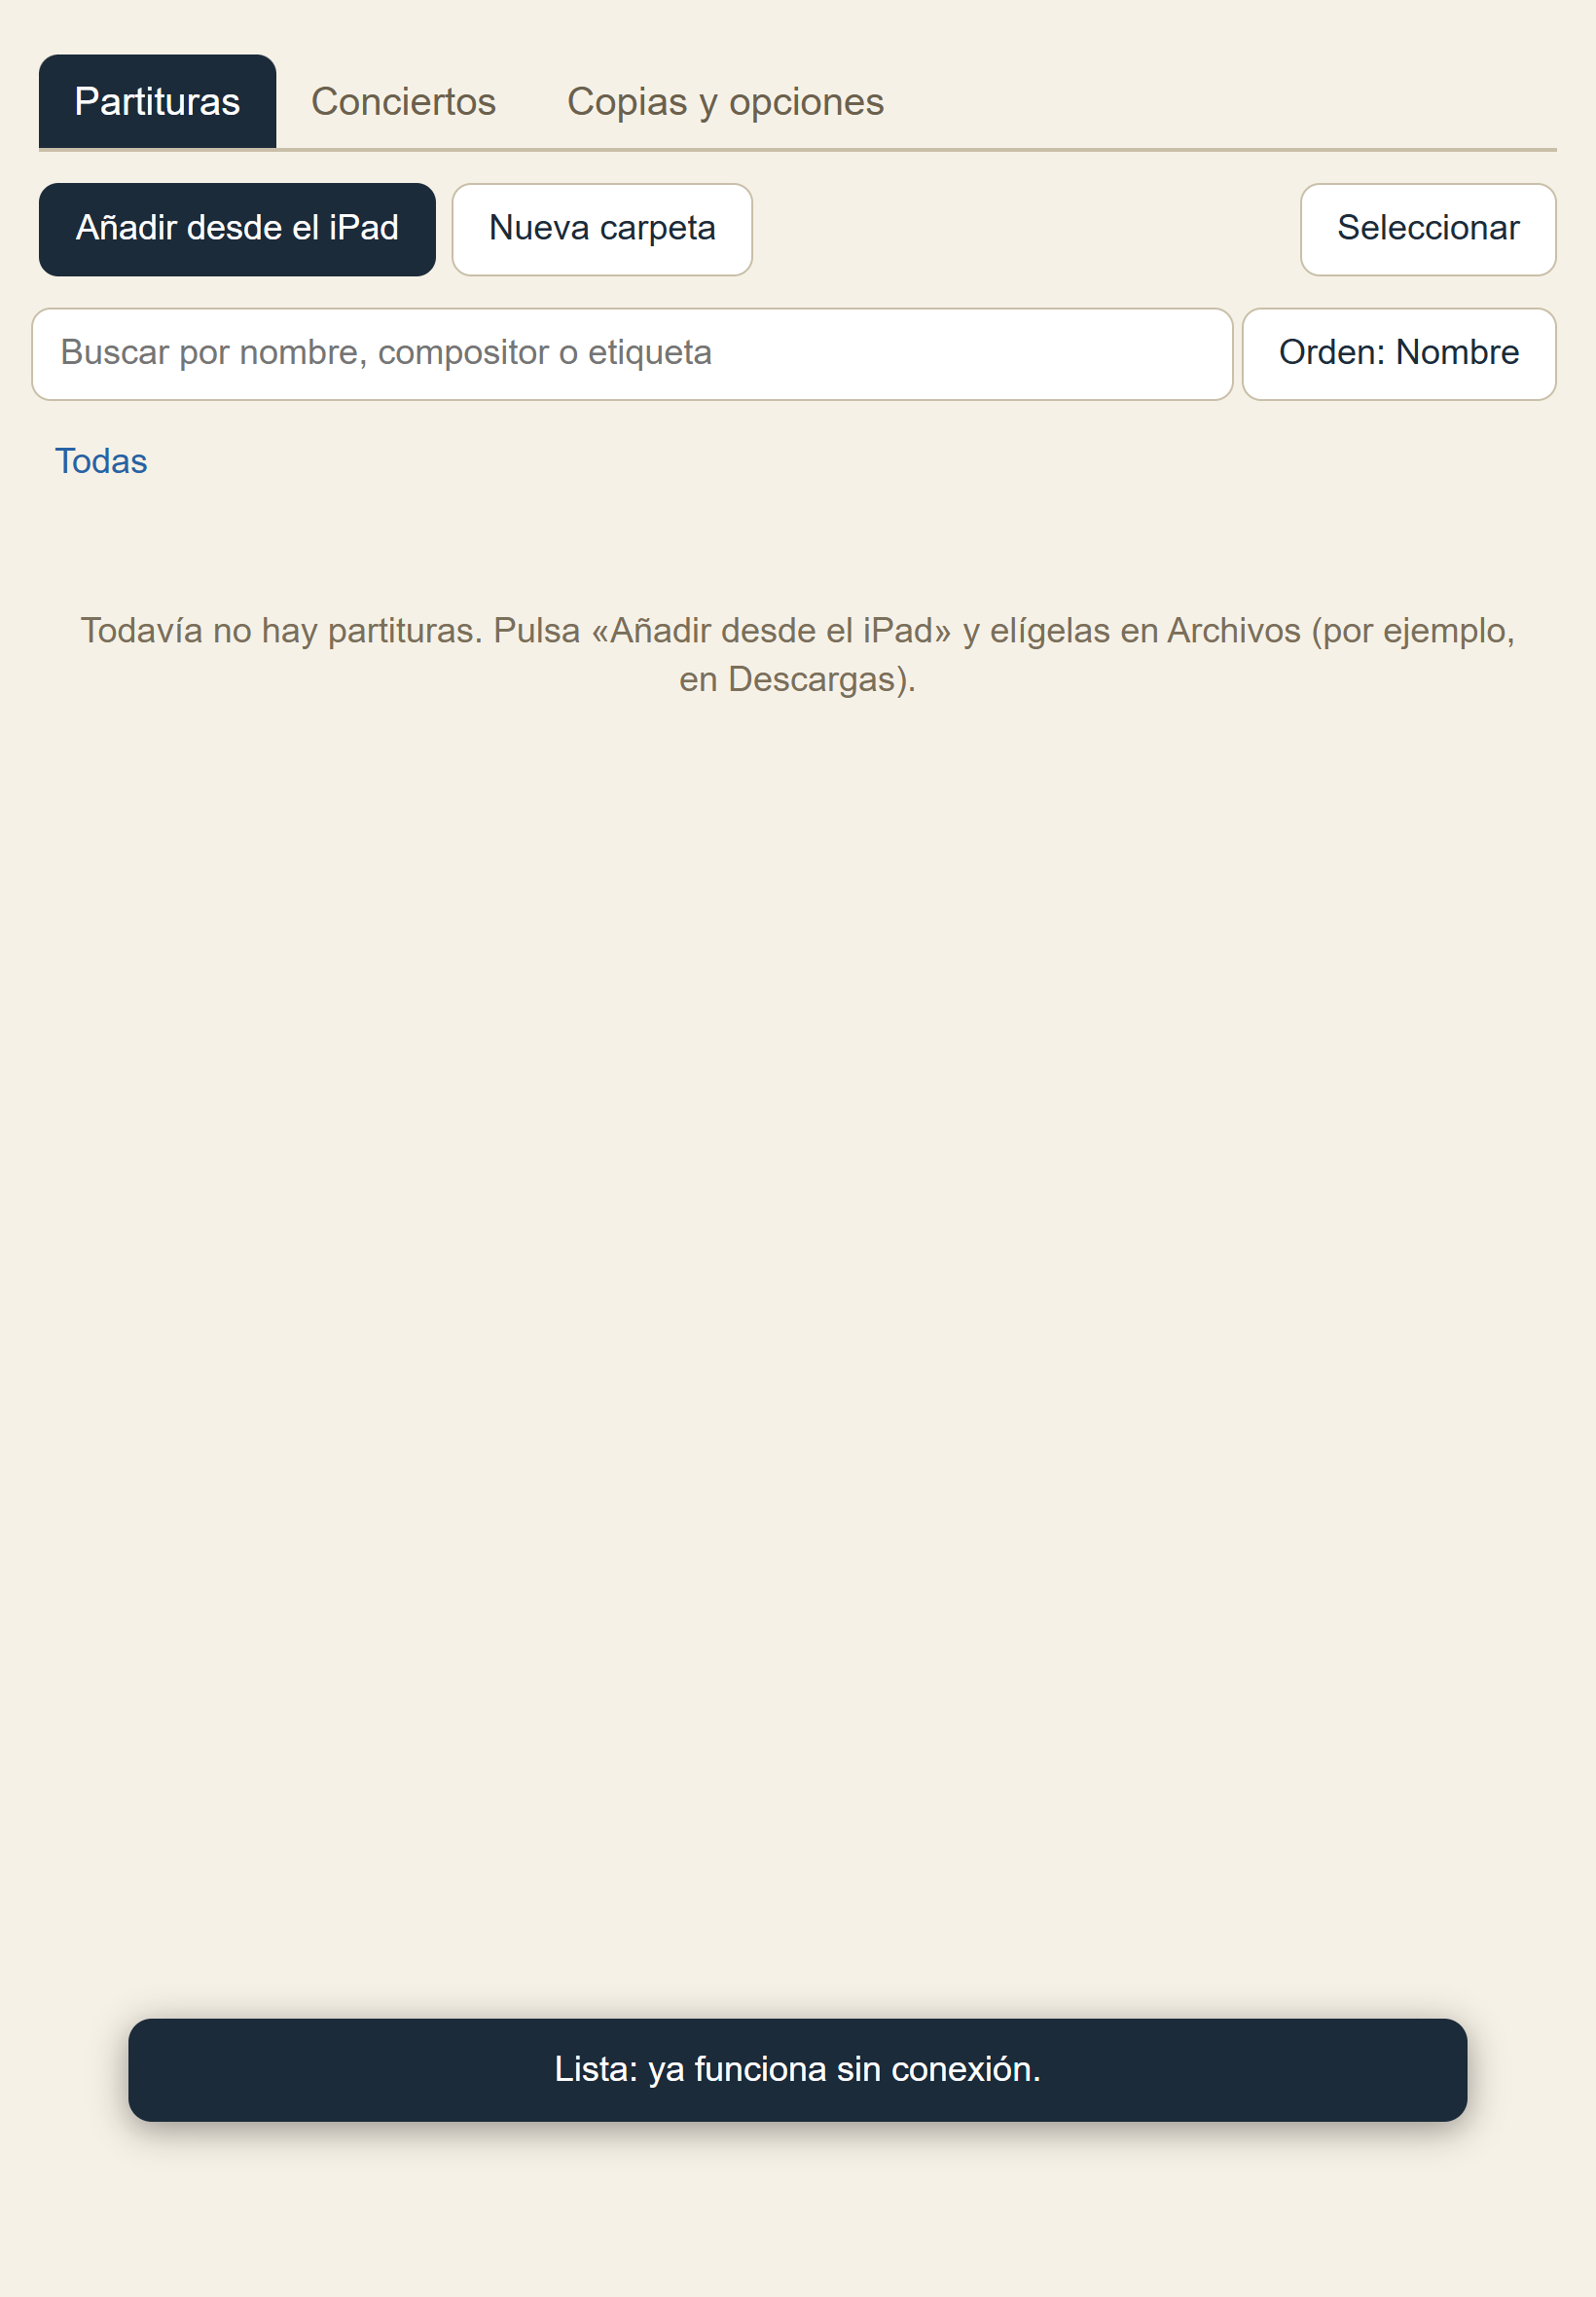 Partituras Conciertos Copias y opciones
Añadir desde el iPad Nueva carpeta Seleccionar
Buscar por nombre, compositor o etiqueta Orden: Nombre
Todas
Todavía no hay partituras. Pulsa «Añadir desde el iPad» y elígelas en Archivos (por ejemplo,
en Descargas).
Lista: ya funciona sin conexión.